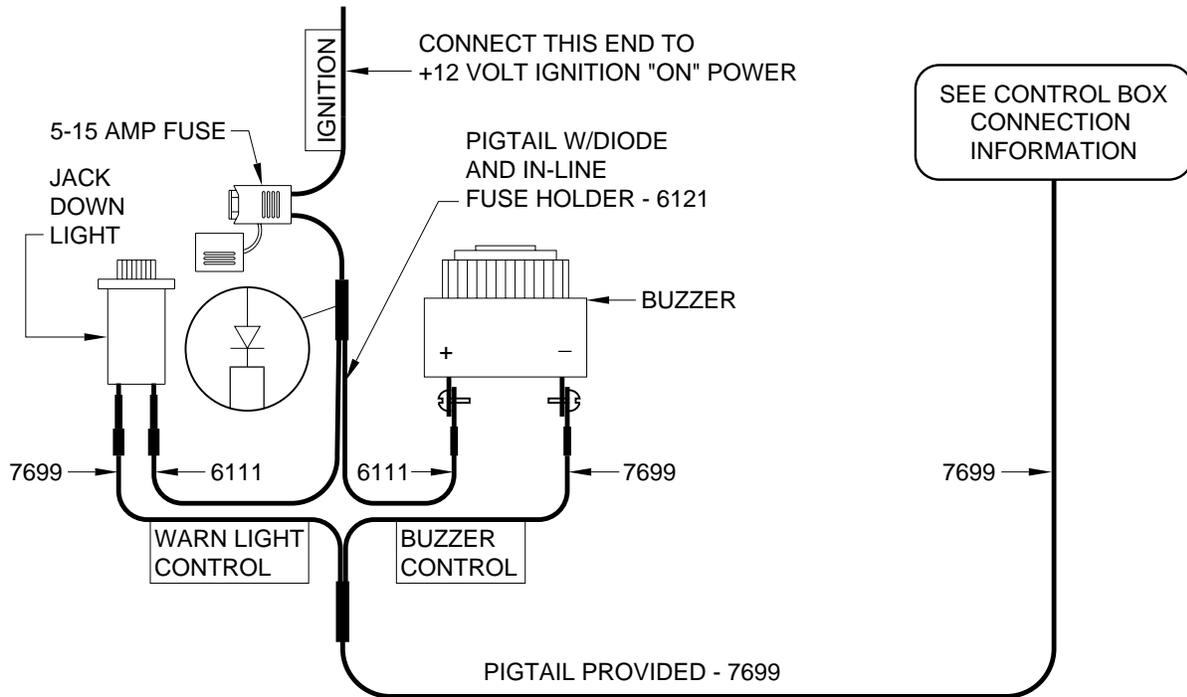 IGNITION
CONNECT THIS END TO
+12 VOLT IGNITION "ON" POWER
SEE CONTROL BOX
CONNECTION
INFORMATION
5-15 AMP FUSE
PIGTAIL W/DIODE
AND IN-LINE
FUSE HOLDER - 6121
JACK
DOWN
LIGHT
BUZZER
+ −
7699
6111
6111
7699
7699
WARN LIGHT
CONTROL
BUZZER
CONTROL
PIGTAIL PROVIDED - 7699